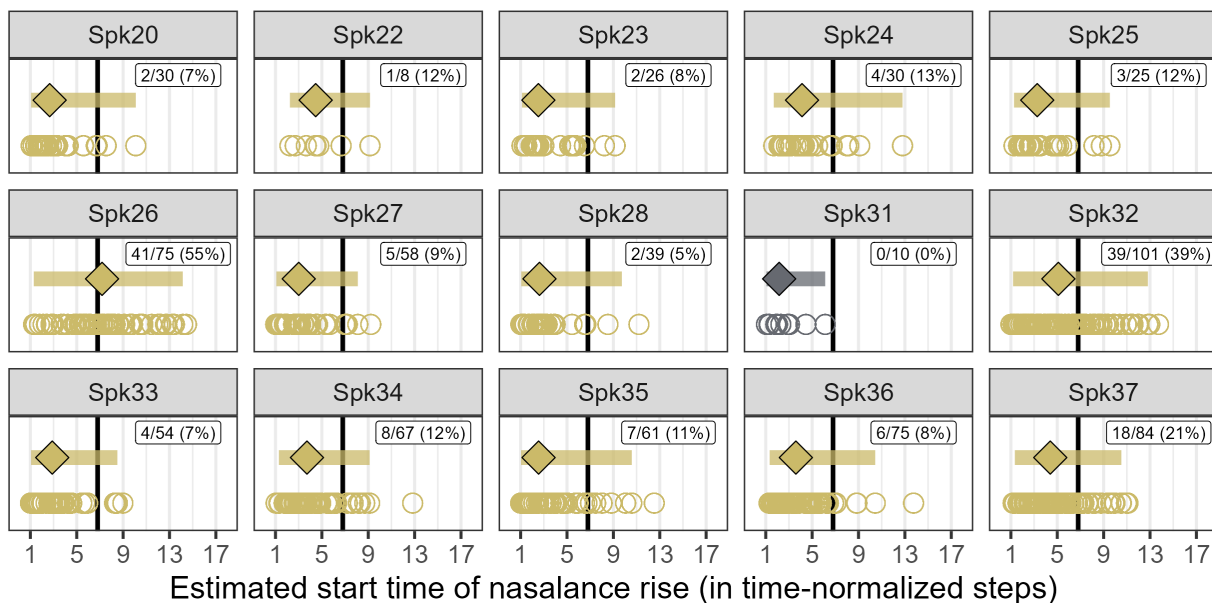 Spk20 Spk22 Spk23 Spk24 Spk25
2/30 (7%) 1/8 (12%) 2/26 (8%) 4/30 (13%) 3/25 (12%)
Spk26 Spk27 Spk28 Spk31 Spk32
41/75 (55%) 5/58 (9%) 2/39 (5%) 0/10 (0%) 39/101 (39%)
Spk33 Spk34 Spk35 Spk36 Spk37
4/54 (7%) 8/67 (12%) 7/61 (11%) 6/75 (8%) 18/84 (21%)
1 5 9 13 17 1 5 9 13 17 1 5 9 13 17 1 5 9 13 17 1 5 9 13 17
Estimated start time of nasalance rise (in time-normalized steps)